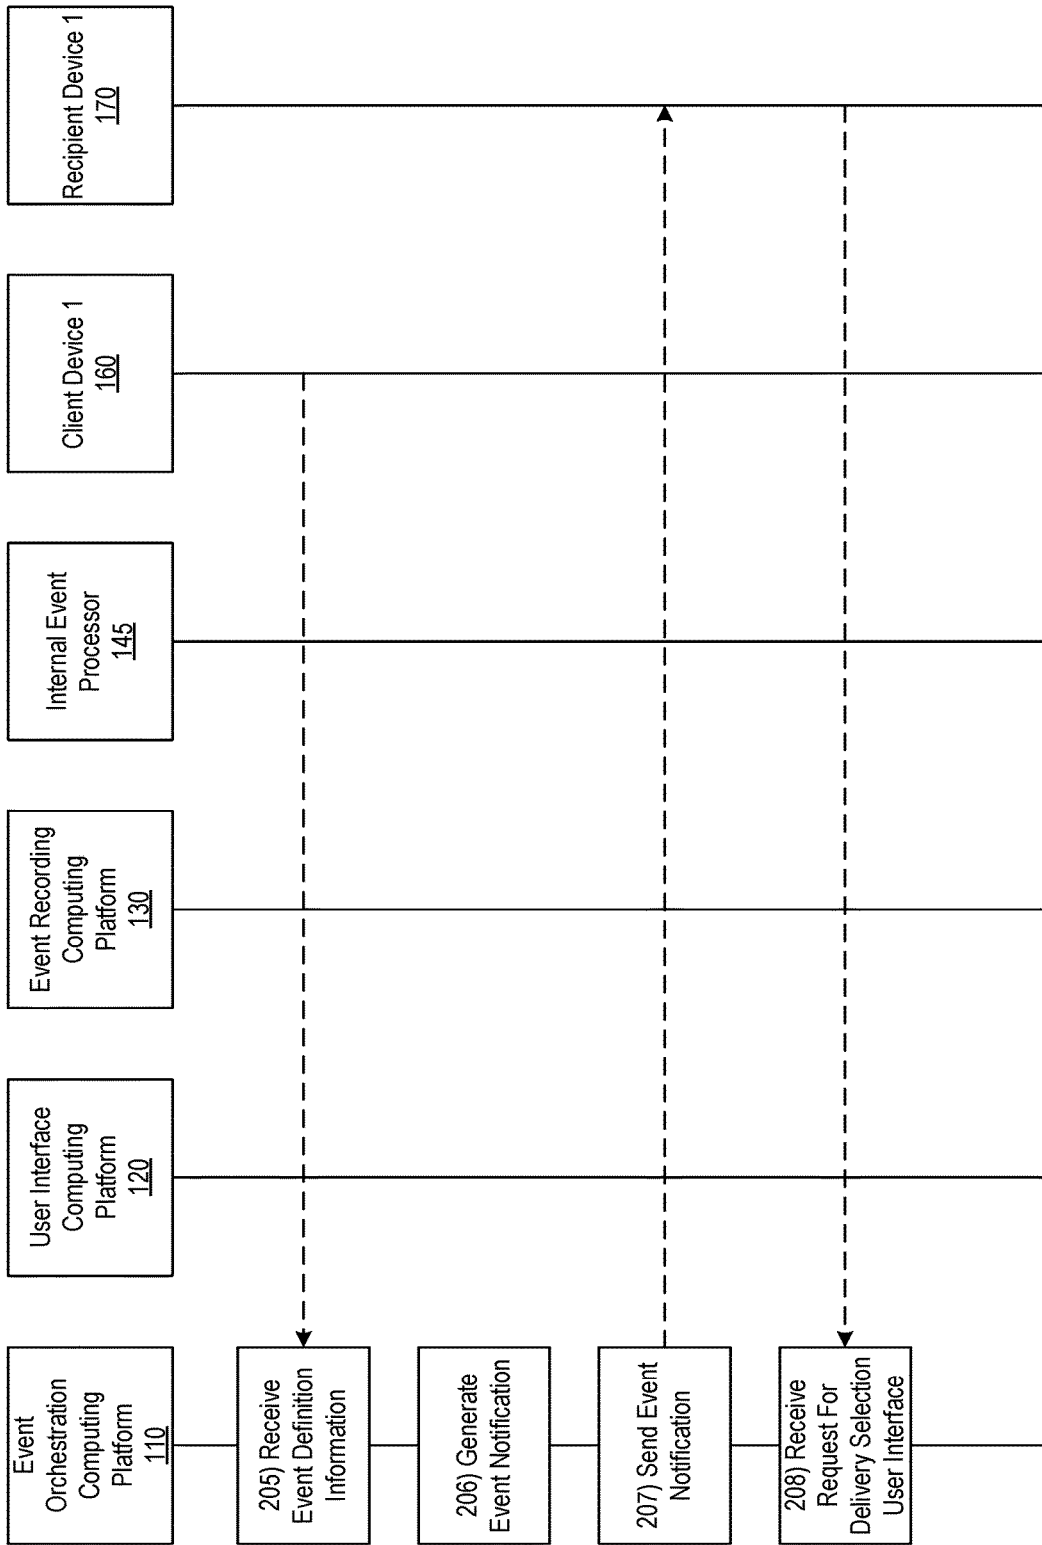 Event
Orchestration
Computing
Platform
110
User Interface
Computing
Platform
120
Event Recording
Computing
Platform
130
Internal Event
Processor
145
Client Device 1
160
Recipient Device 1
170
205) Receive
Event Definition
Information
206) Generate
Event Notification
207) Send Event
Notification
208) Receive
Request For
Delivery Selection
User Interface